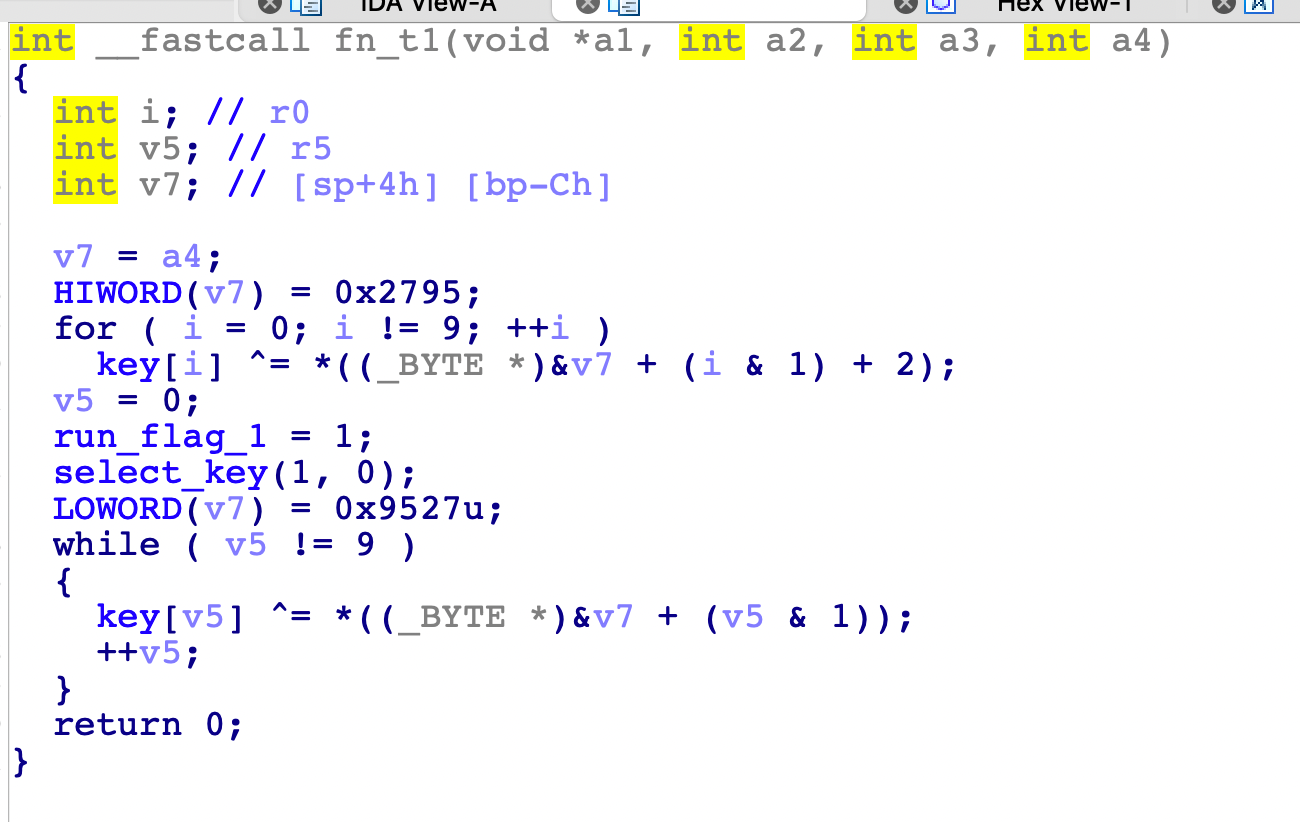 IDA View-A Hex View-1
int __fastcall fn_t1(void *a1, int a2, int a3, int a4)
{
  int i; // r0
  int v5; // r5
  int v7; // [sp+4h] [bp-Ch]

  v7 = a4;
  HIWORD(v7) = 0x2795;
  for ( i = 0; i != 9; ++i )
    key[i] ^= *((_BYTE *)&v7 + (i & 1) + 2);
  v5 = 0;
  run_flag_1 = 1;
  select_key(1, 0);
  LOWORD(v7) = 0x9527u;
  while ( v5 != 9 )
  {
    key[v5] ^= *((_BYTE *)&v7 + (v5 & 1));
    ++v5;
  }
  return 0;
}